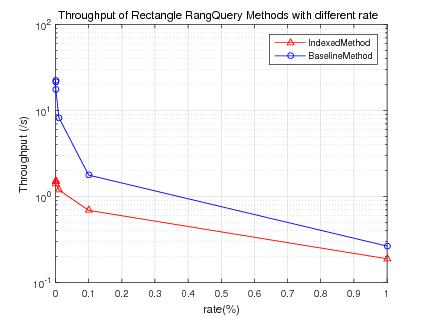 Throughput of Rectangle RangQuery Methods with different rate
IndexedMethod
BaselineMethod
Throughput (/s)
10^2
10^1
10^0
10^-1
0 0.1 0.2 0.3 0.4 0.5 0.6 0.7 0.8 0.9 1
rate(%)